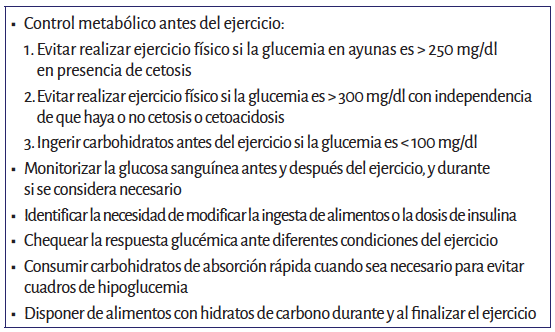 ▪ Control metabólico antes del ejercicio:
1. Evitar realizar ejercicio físico si la glucemia en ayunas es > 250 mg/dl
en presencia de cetosis
2. Evitar realizar ejercicio físico si la glucemia es > 300 mg/dl con independencia
de que haya o no cetosis o cetoacidosis
3. Ingerir carbohidratos antes del ejercicio si la glucemia es < 100 mg/dl
▪ Monitorizar la glucosa sanguínea antes y después del ejercicio, y durante
si se considera necesario
▪ Identificar la necesidad de modificar la ingesta de alimentos o la dosis de insulina
▪ Chequear la respuesta glucémica ante diferentes condiciones del ejercicio
▪ Consumir carbohidratos de absorción rápida cuando sea necesario para evitar
cuadros de hipoglucemia
▪ Disponer de alimentos con hidratos de carbono durante y al finalizar el ejercicio